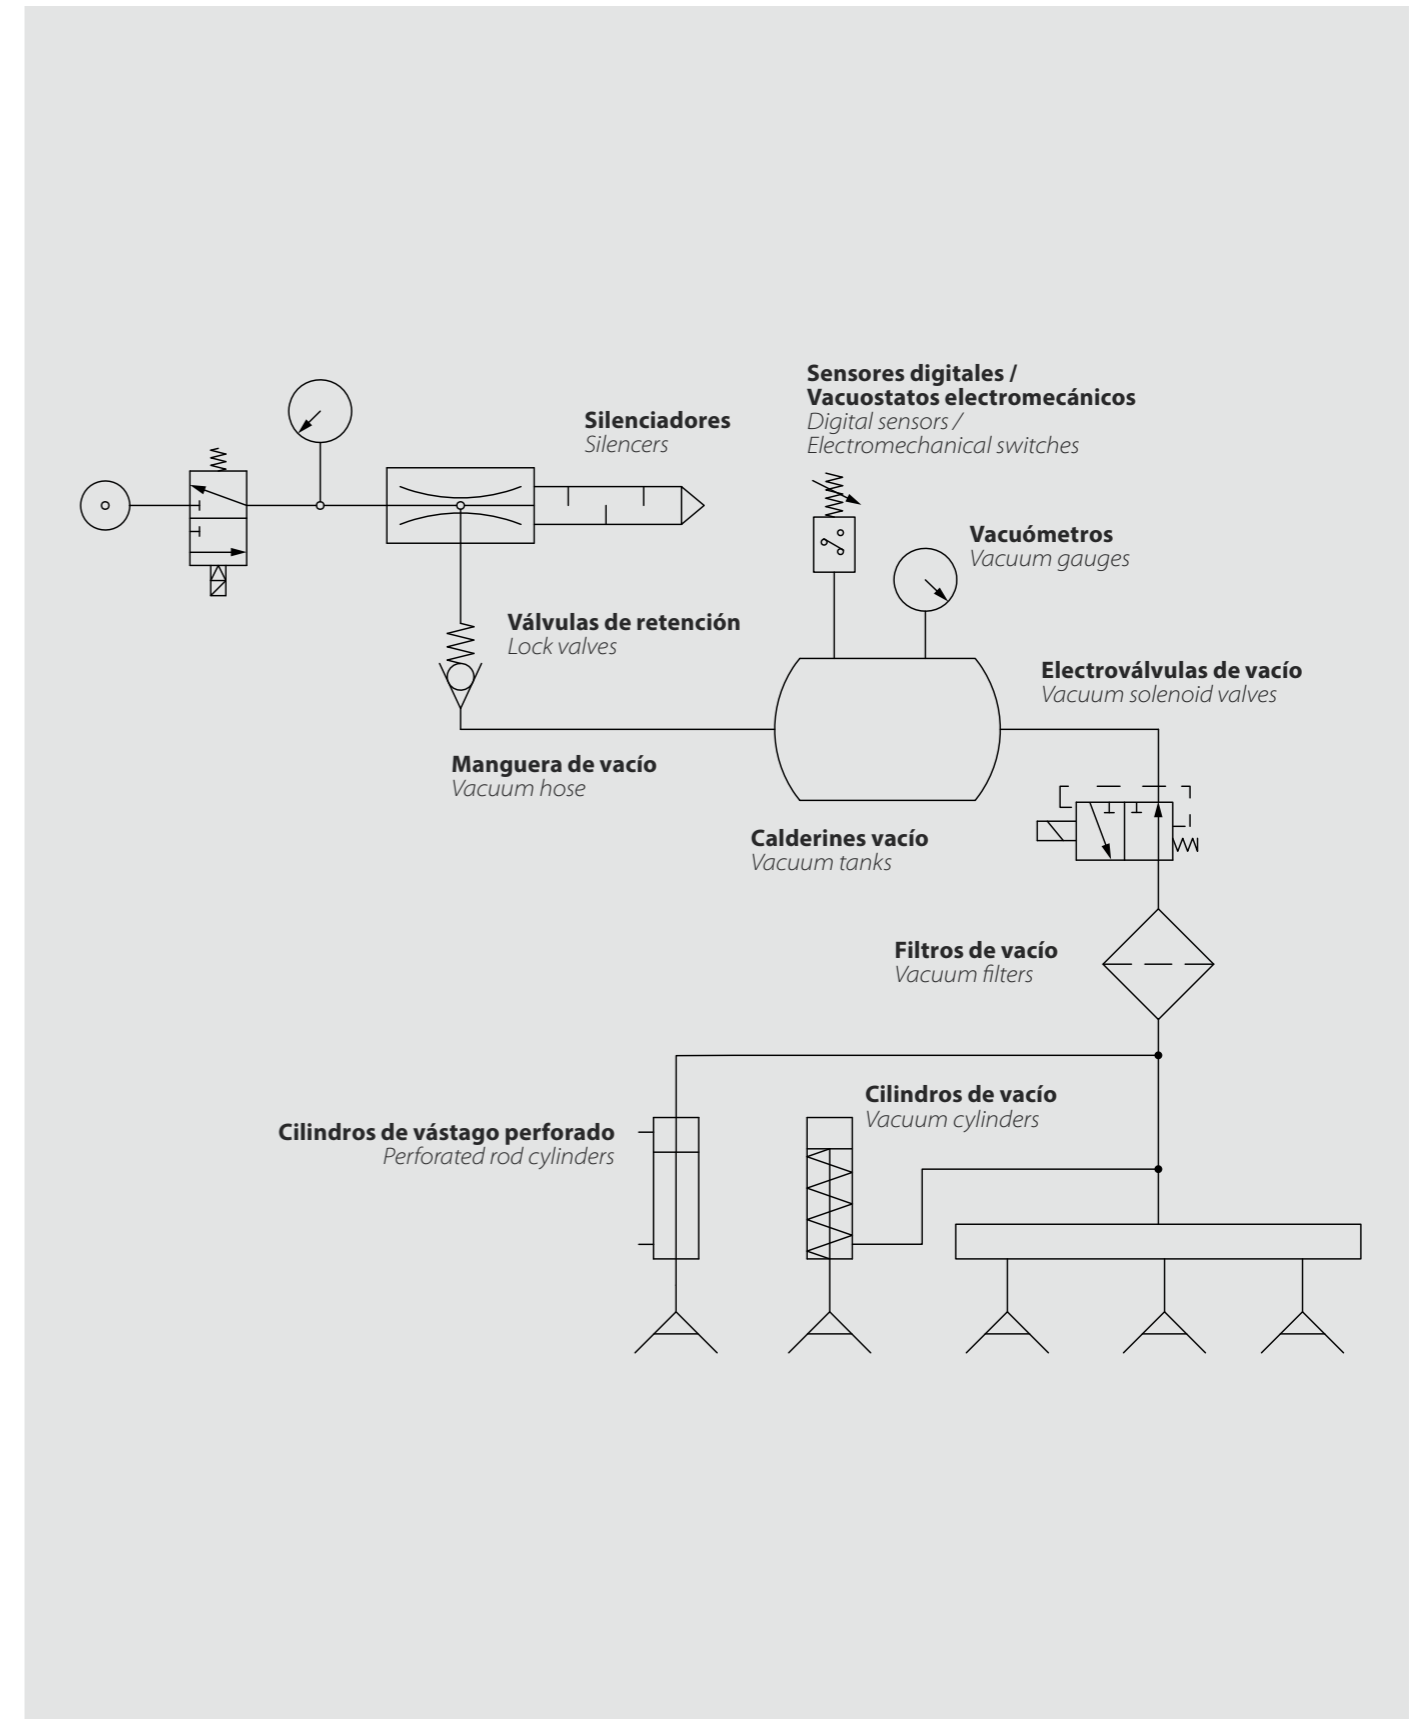 Sensores digitales /
Vacuostatos electromecánicos
Digital sensors /
Electromechanical switches
Silenciadores
Silencers
Vacuómetros
Vacuum gauges
Válvulas de retención
Lock valves
Electroválvulas de vacío
Vacuum solenoid valves
Manguera de vacío
Vacuum hose
Calderines vacío
Vacuum tanks
Filtros de vacío
Vacuum filters
Cilindros de vacío
Vacuum cylinders
Cilindros de vástago perforado
Perforated rod cylinders